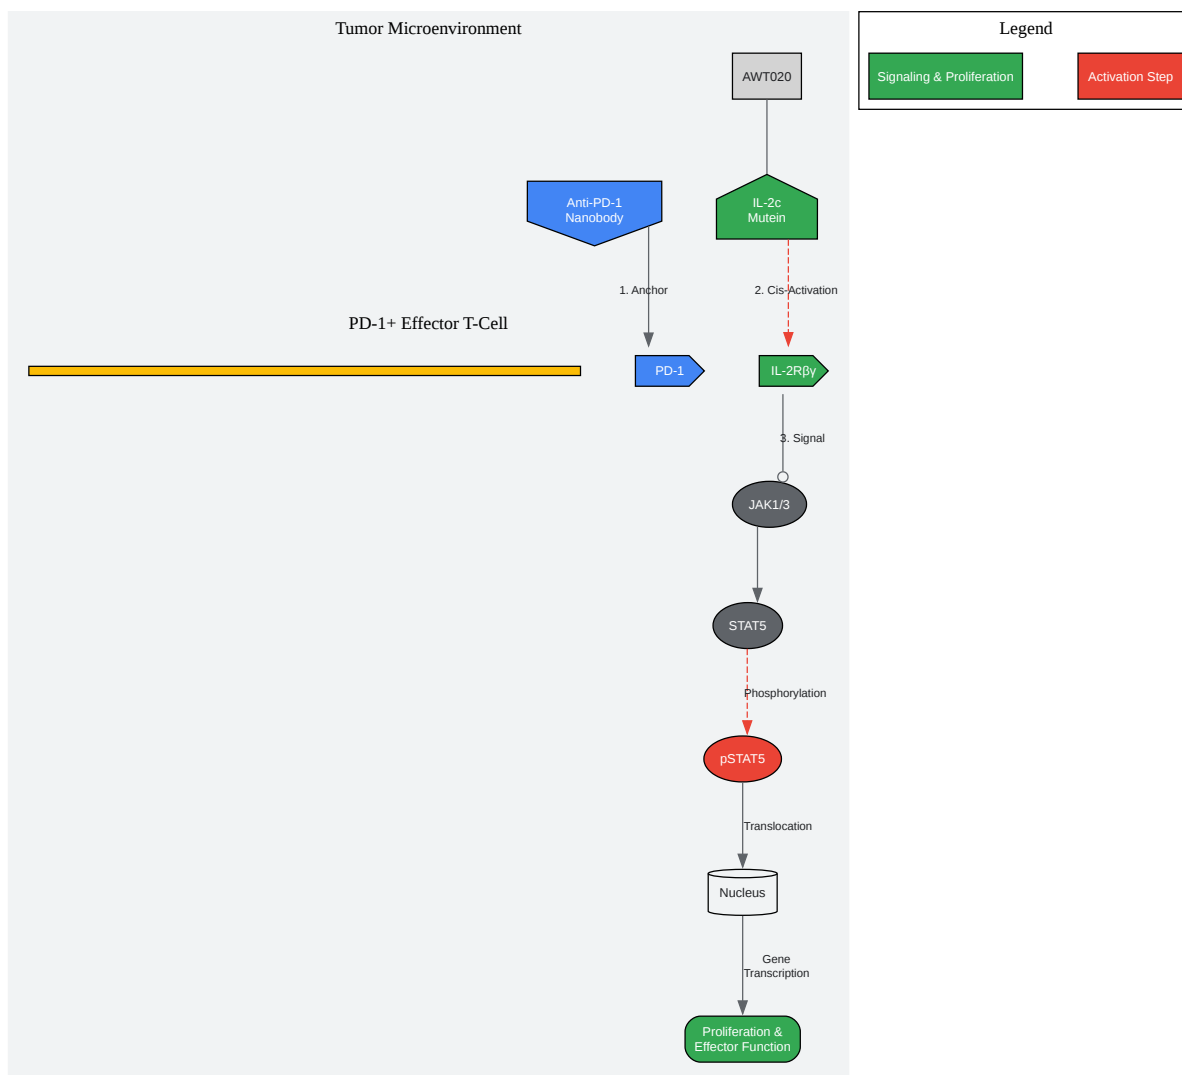 Tumor Microenvironment
Legend
AWT020
Signaling & Proliferation
Activation Step
Anti-PD-1
Nanobody
IL-2c
Mutein
1. Anchor
2. Cis-Activation
PD-1+ Effector T-Cell
PD-1
IL-2Rβγ
3. Signal
JAK1/3
STAT5
Phosphorylation
pSTAT5
Translocation
Nucleus
Gene
Transcription
Proliferation &
Effector Function